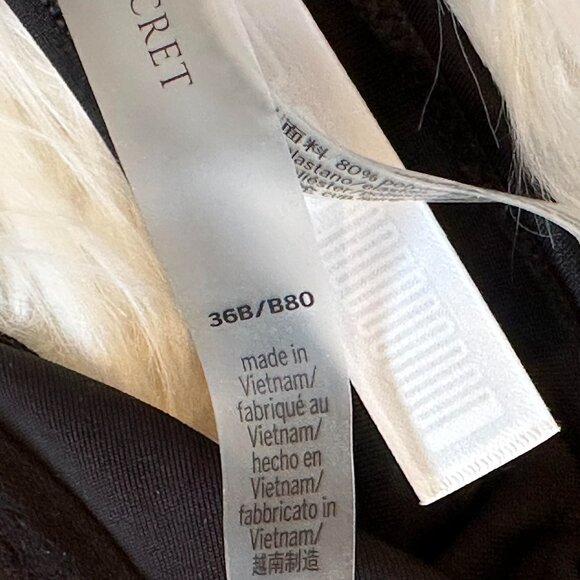 CRET
面料 80%
lastano/
36B/B80
made in
Vietnam/
fabriqué au
Vietnam/
hecho en
Vietnam/
fabbricato in
Vietnam/
越南制造